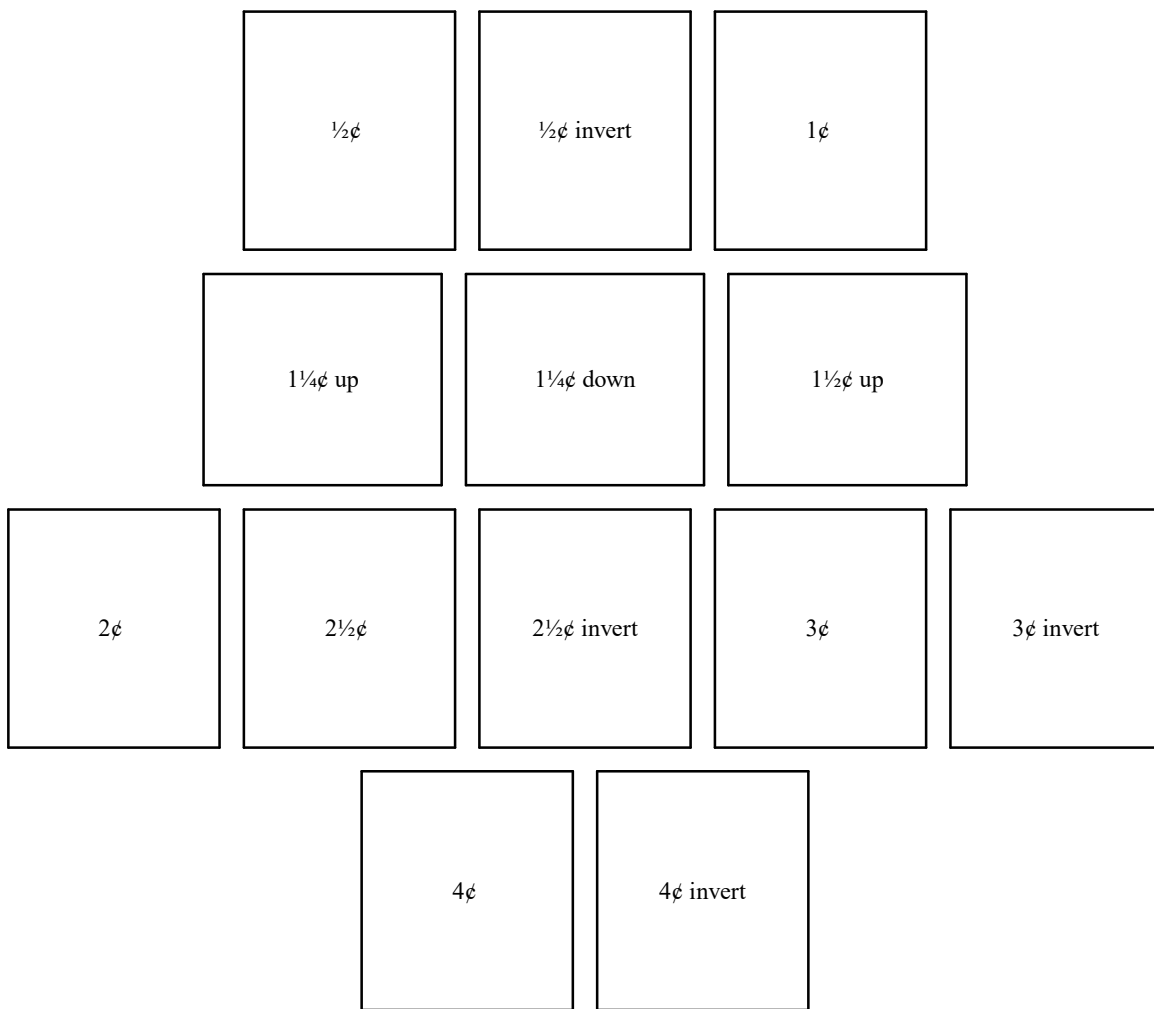 ½¢
½¢ invert
1¢
1¼¢ up
1¼¢ down
1½¢ up
2¢
2½¢
2½¢ invert
3¢
3¢ invert
4¢
4¢ invert